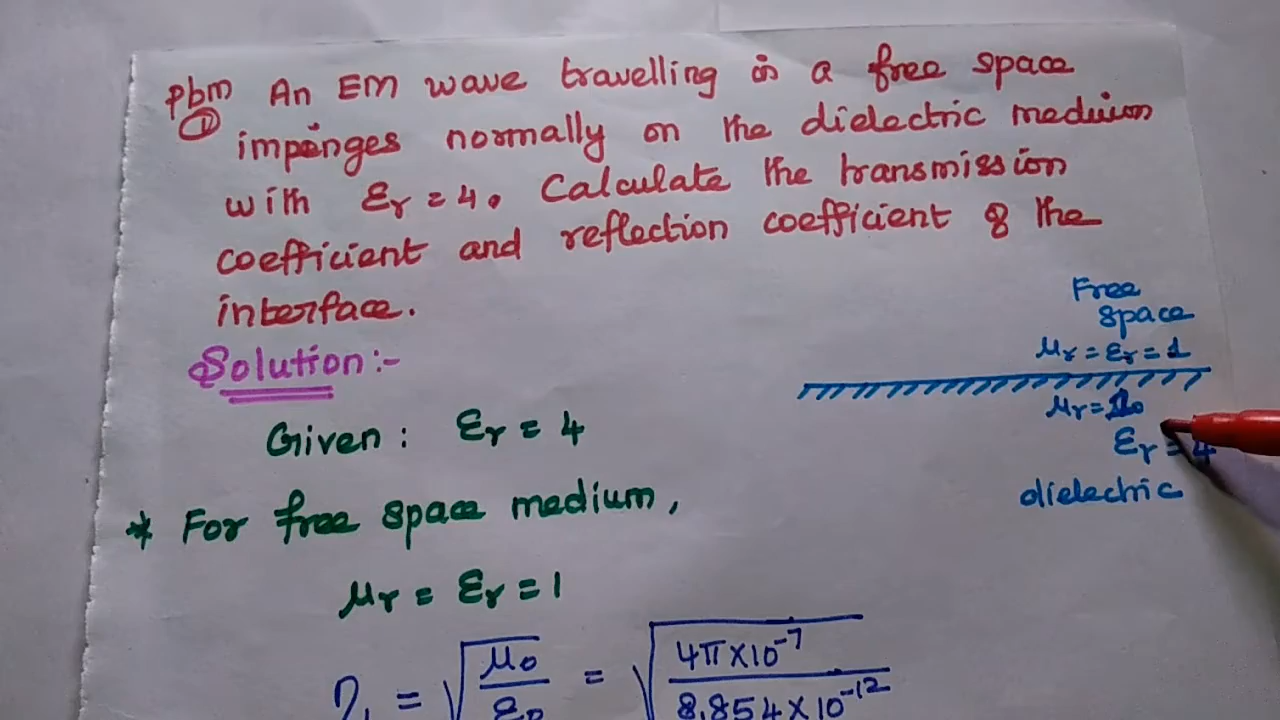 Pbm An EM wave travelling in a free space
① impinges normally on the dielectric medium
with εr = 4. Calculate the transmission
coefficient and reflection coefficient of the
interface.
Free
space
μr = εr = 1
Solution:-
Given: εr = 4
μr =
εr = 4
dielectric
* For free space medium,
μr = εr = 1
η1 = √(μ0/ε0) = √(4π×10⁻⁷/8.854×10⁻¹²)